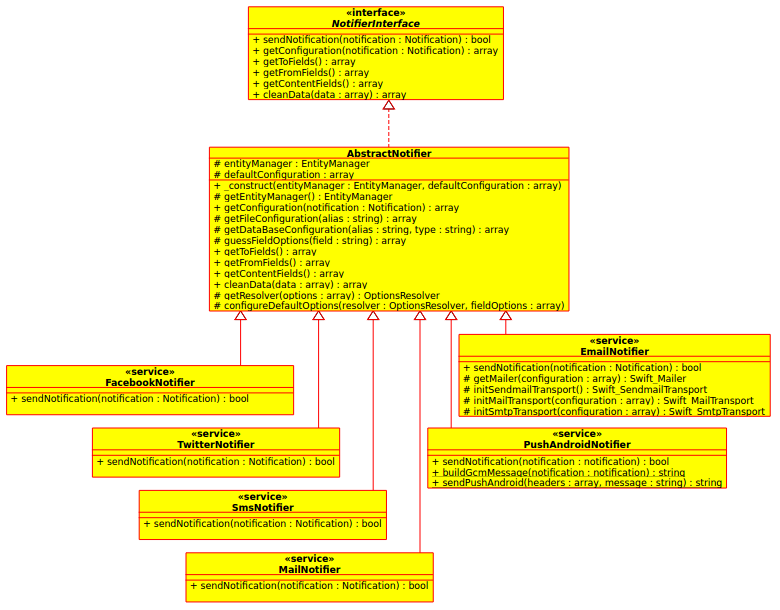 «interface»
NotifierInterface
+ sendNotification(notification : Notification) : bool
+ getConfiguration(notification : Notification) : array
+ getToFields() : array
+ getFromFields() : array
+ getContentFields() : array
+ cleanData(data : array) : array
AbstractNotifier
# entityManager : EntityManager
# defaultConfiguration : array
+ _construct(entityManager : EntityManager, defaultConfiguration : array)
# getEntityManager() : EntityManager
+ getConfiguration(notification : Notification) : array
# getFileConfiguration(alias : string) : array
# getDataBaseConfiguration(alias : string, type : string) : array
# guessFieldOptions(field : string) : array
+ getToFields() : array
+ getFromFields() : array
+ getContentFields() : array
+ cleanData(data : array) : array
# getResolver(options : array) : OptionsResolver
# configureDefaultOptions(resolver : OptionsResolver, fieldOptions : array)
«service»
EmailNotifier
+ sendNotification(notification : Notification) : bool
# getMailer(configuration : array) : Swift_Mailer
# initSendmailTransport() : Swift_SendmailTransport
# initMailTransport(configuration : array) : Swift_MailTransport
# initSmtpTransport(configuration : array) : Swift_SmtpTransport
«service»
FacebookNotifier
+ sendNotification(notification : Notification) : bool
«service»
TwitterNotifier
+ sendNotification(notification : Notification) : bool
«service»
PushAndroidNotifier
+ sendNotification(notification : notification) : bool
+ buildGcmMessage(notification : notification) : string
+ sendPushAndroid(headers : array, message : string) : string
«service»
SmsNotifier
+ sendNotification(notification : Notification) : bool
«service»
MailNotifier
+ sendNotification(notification : Notification) : bool